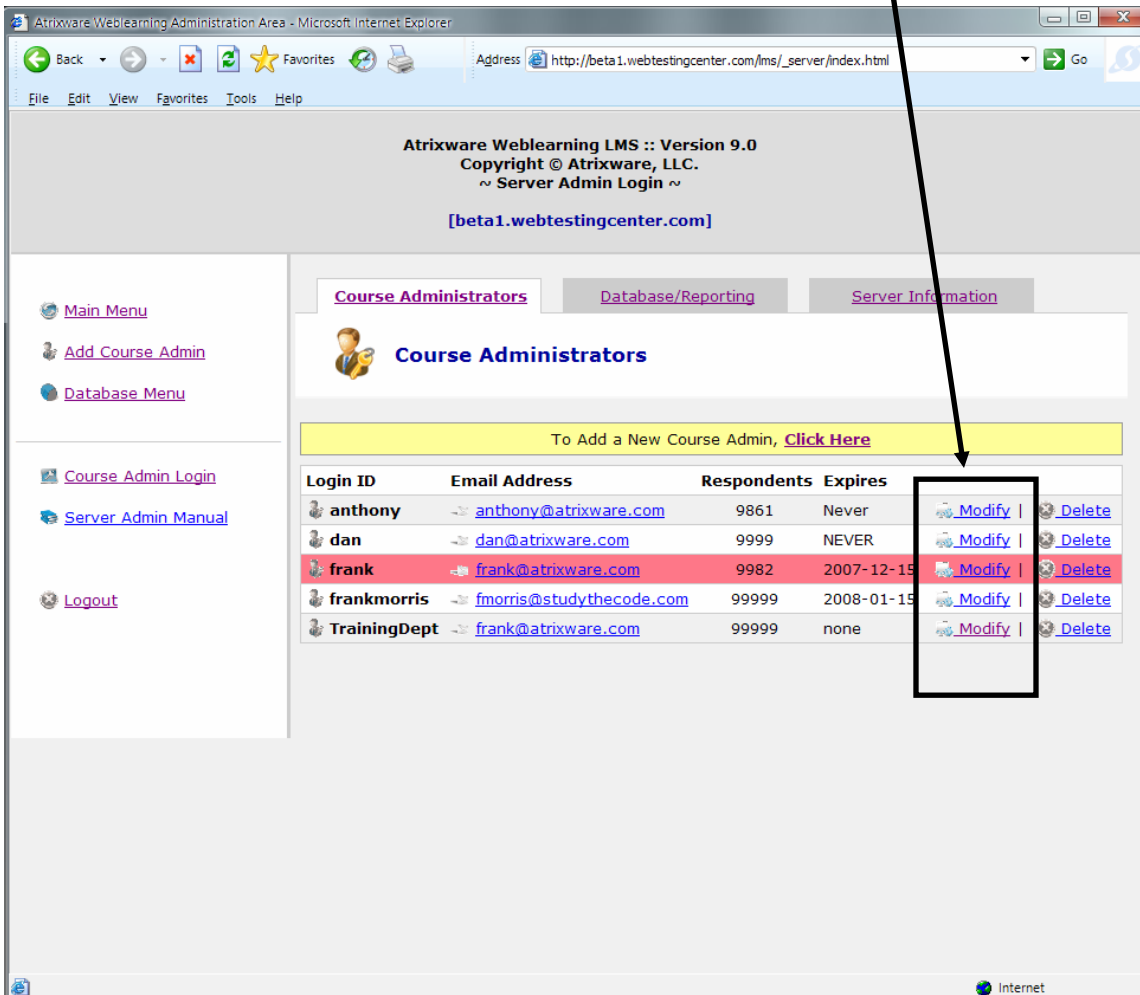 Atrixware Weblearning Administration Area - Microsoft Internet Explorer
Back Favorites Address http://beta1.webtestingcenter.com/lms/_server/index.html Go
File Edit View Favorites Tools Help
Atrixware Weblearning LMS :: Version 9.0
Copyright © Atrixware, LLC.
~ Server Admin Login ~
[beta1.webtestingcenter.com]
Main Menu
Add Course Admin
Database Menu
Course Admin Login
Server Admin Manual
Logout
Course Administrators Database/Reporting Server Information
Course Administrators
To Add a New Course Admin, Click Here
Login ID Email Address Respondents Expires
anthony anthony@atrixware.com 9861 Never Modify | Delete
dan dan@atrixware.com 9999 NEVER Modify | Delete
frank frank@atrixware.com 9982 2007-12-15 Modify | Delete
frankmorris fmorris@studythecode.com 99999 2008-01-15 Modify | Delete
TrainingDept frank@atrixware.com 99999 none Modify | Delete
Internet